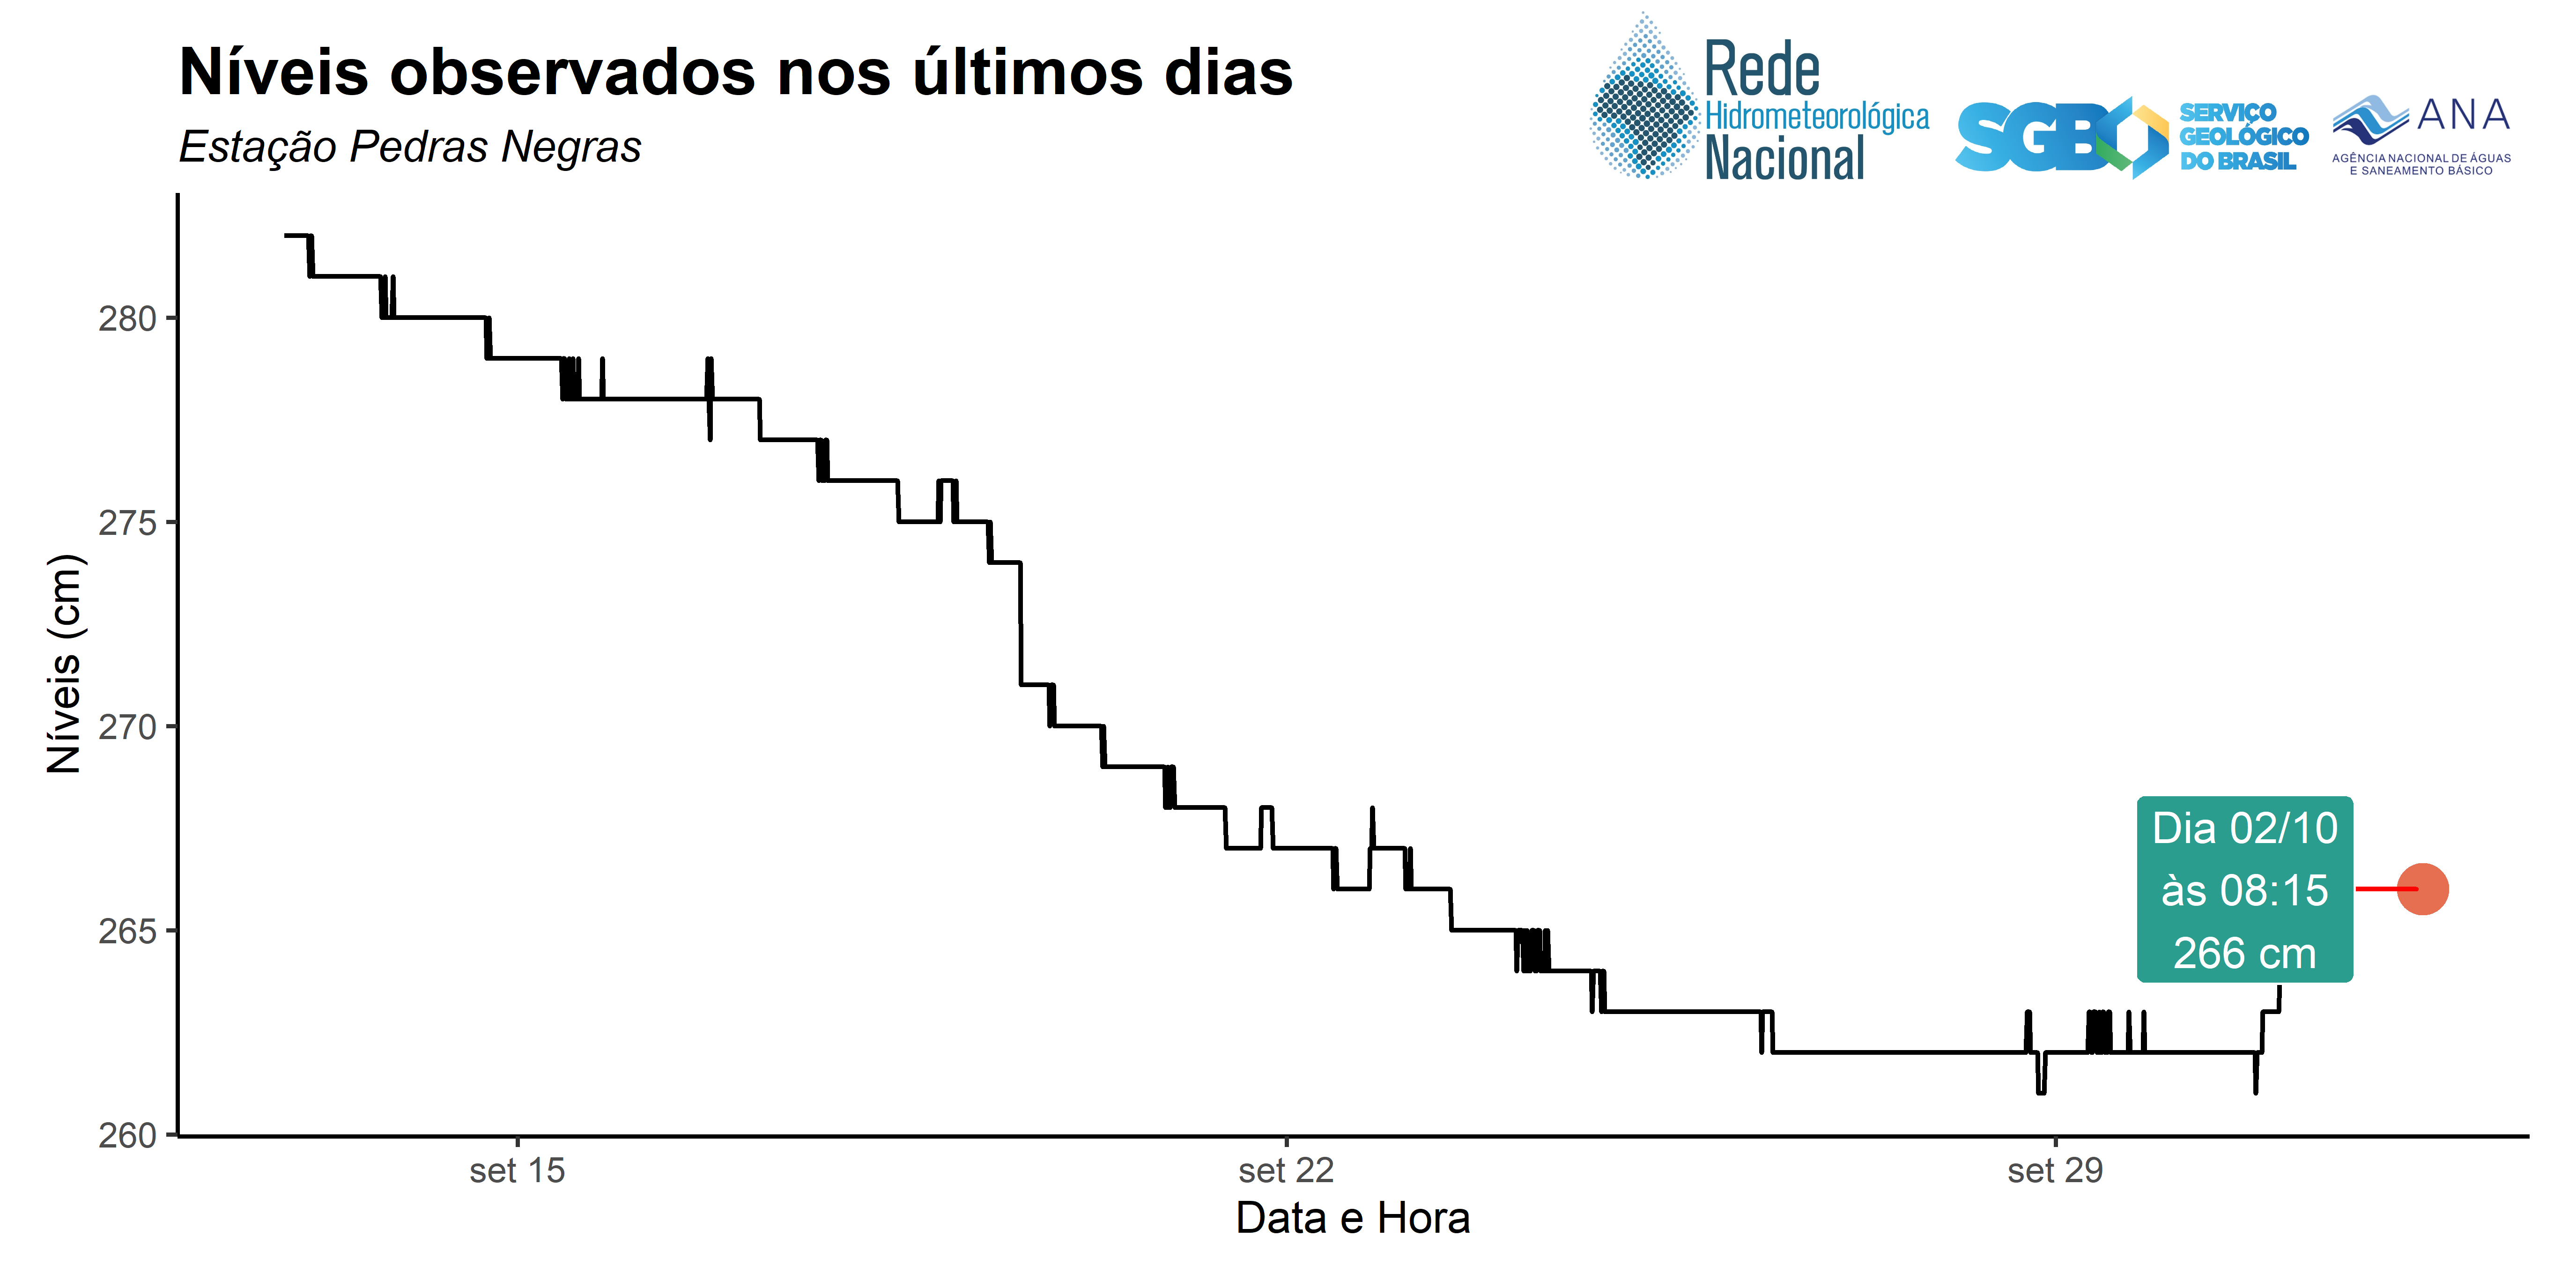 Níveis observados nos últimos dias
Estação Pedras Negras
Rede
Hidrometeorológica
Nacional
SGB
SERVIÇO
GEOLÓGICO
DO BRASIL
ANA
AGÊNCIA NACIONAL DE ÁGUAS
E SANEAMENTO BÁSICO
Níveis (cm)
280
275
270
265
260
Dia 02/10
às 08:15
266 cm
set 15
set 22
set 29
Data e Hora